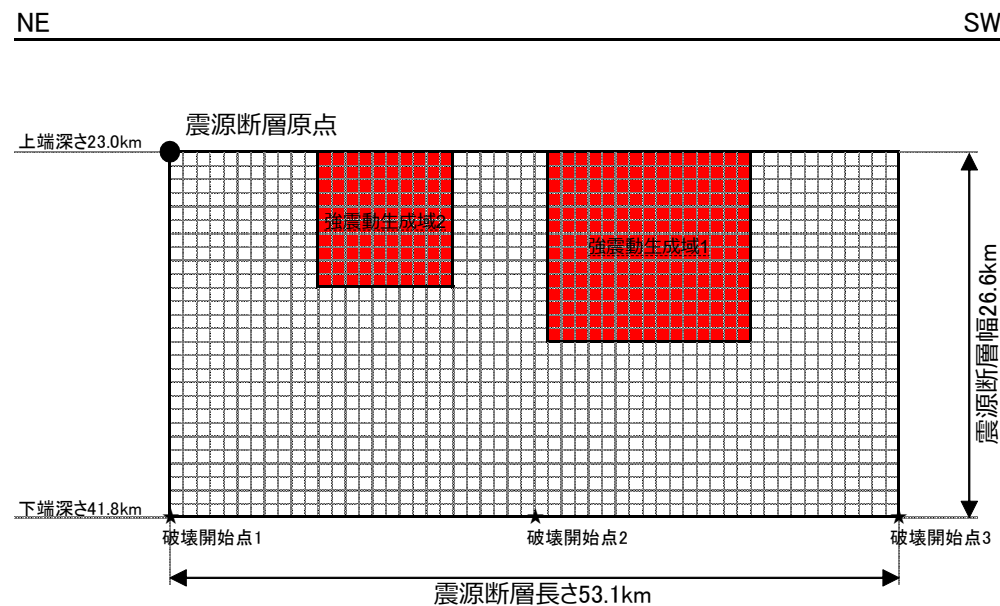 NE
SW
震源断層原点
上端深さ23.0km
強震動生成域2
強震動生成域1
震源断層幅26.6km
下端深さ41.8km
破壊開始点1
破壊開始点2
破壊開始点3
震源断層長さ53.1km